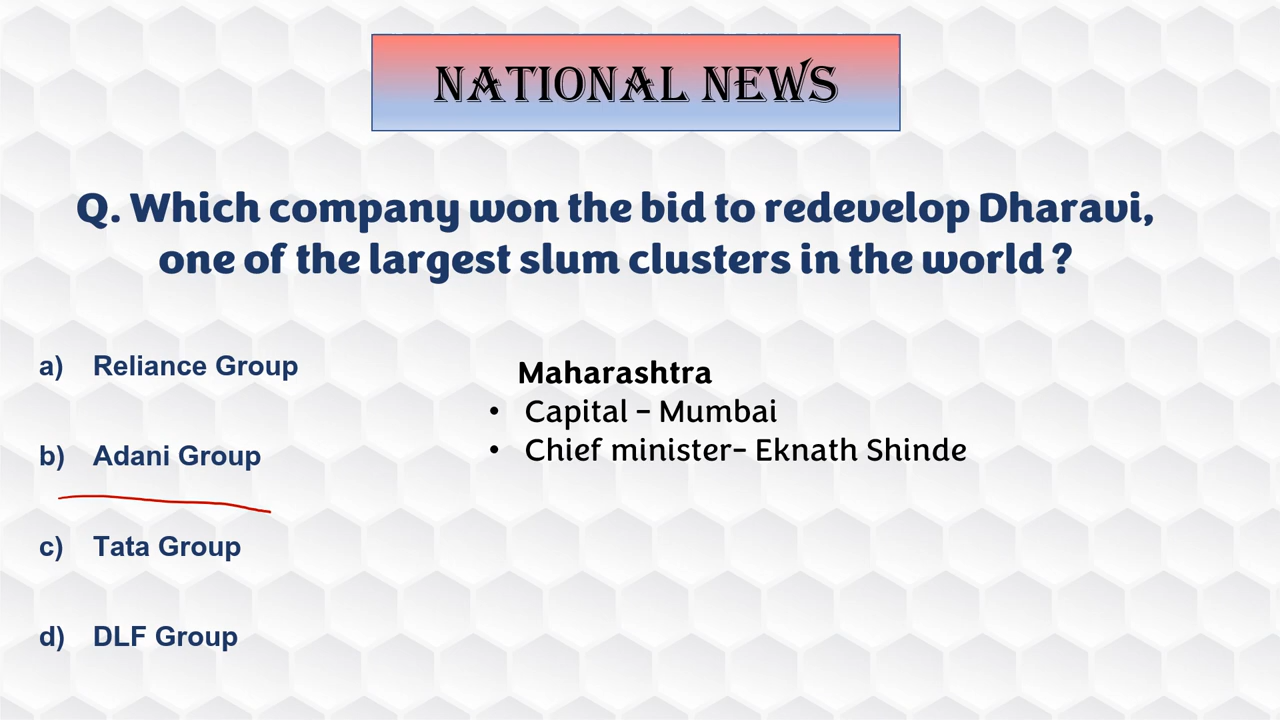 NATIONAL NEWS
Q. Which company won the bid to redevelop Dharavi,
one of the largest slum clusters in the world ?
a) Reliance Group
b) Adani Group
c) Tata Group
d) DLF Group
Maharashtra
• Capital – Mumbai
• Chief minister– Eknath Shinde